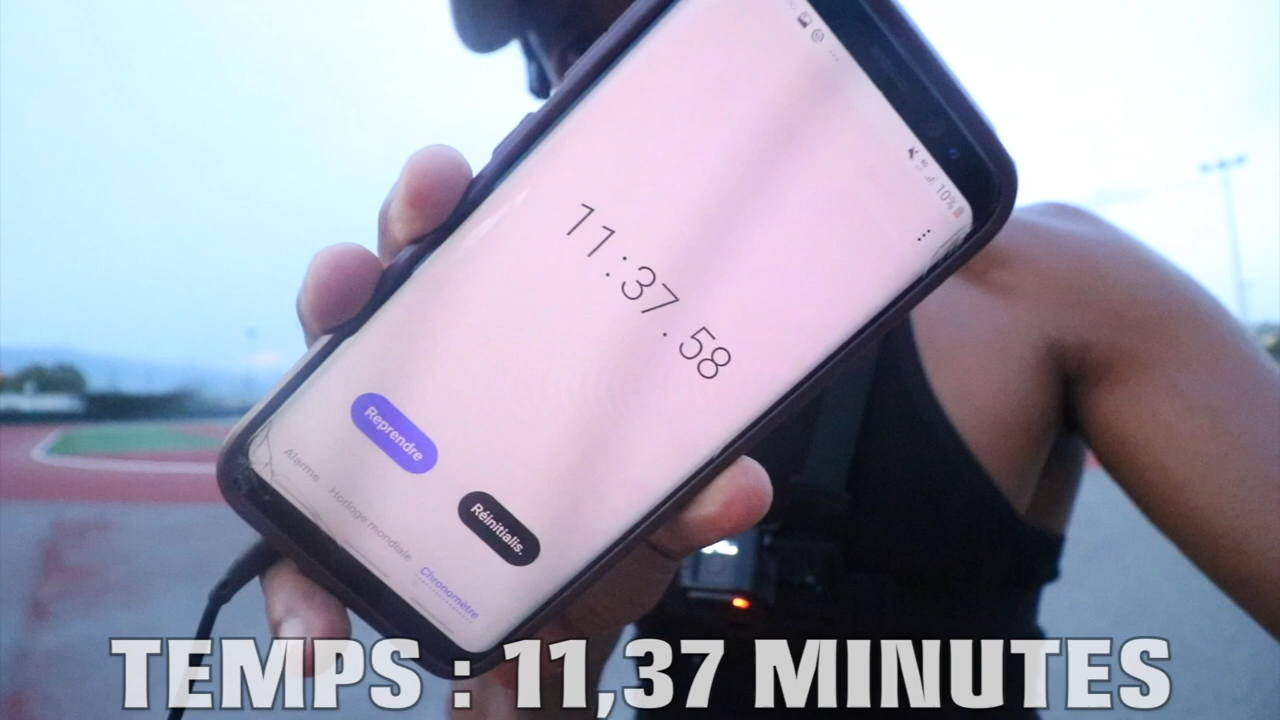 10%
11:37.58
Reprendre
Réinitialis.
Alarme
Horloge mondiale
Chronomètre
TEMPS : 11,37 MINUTES